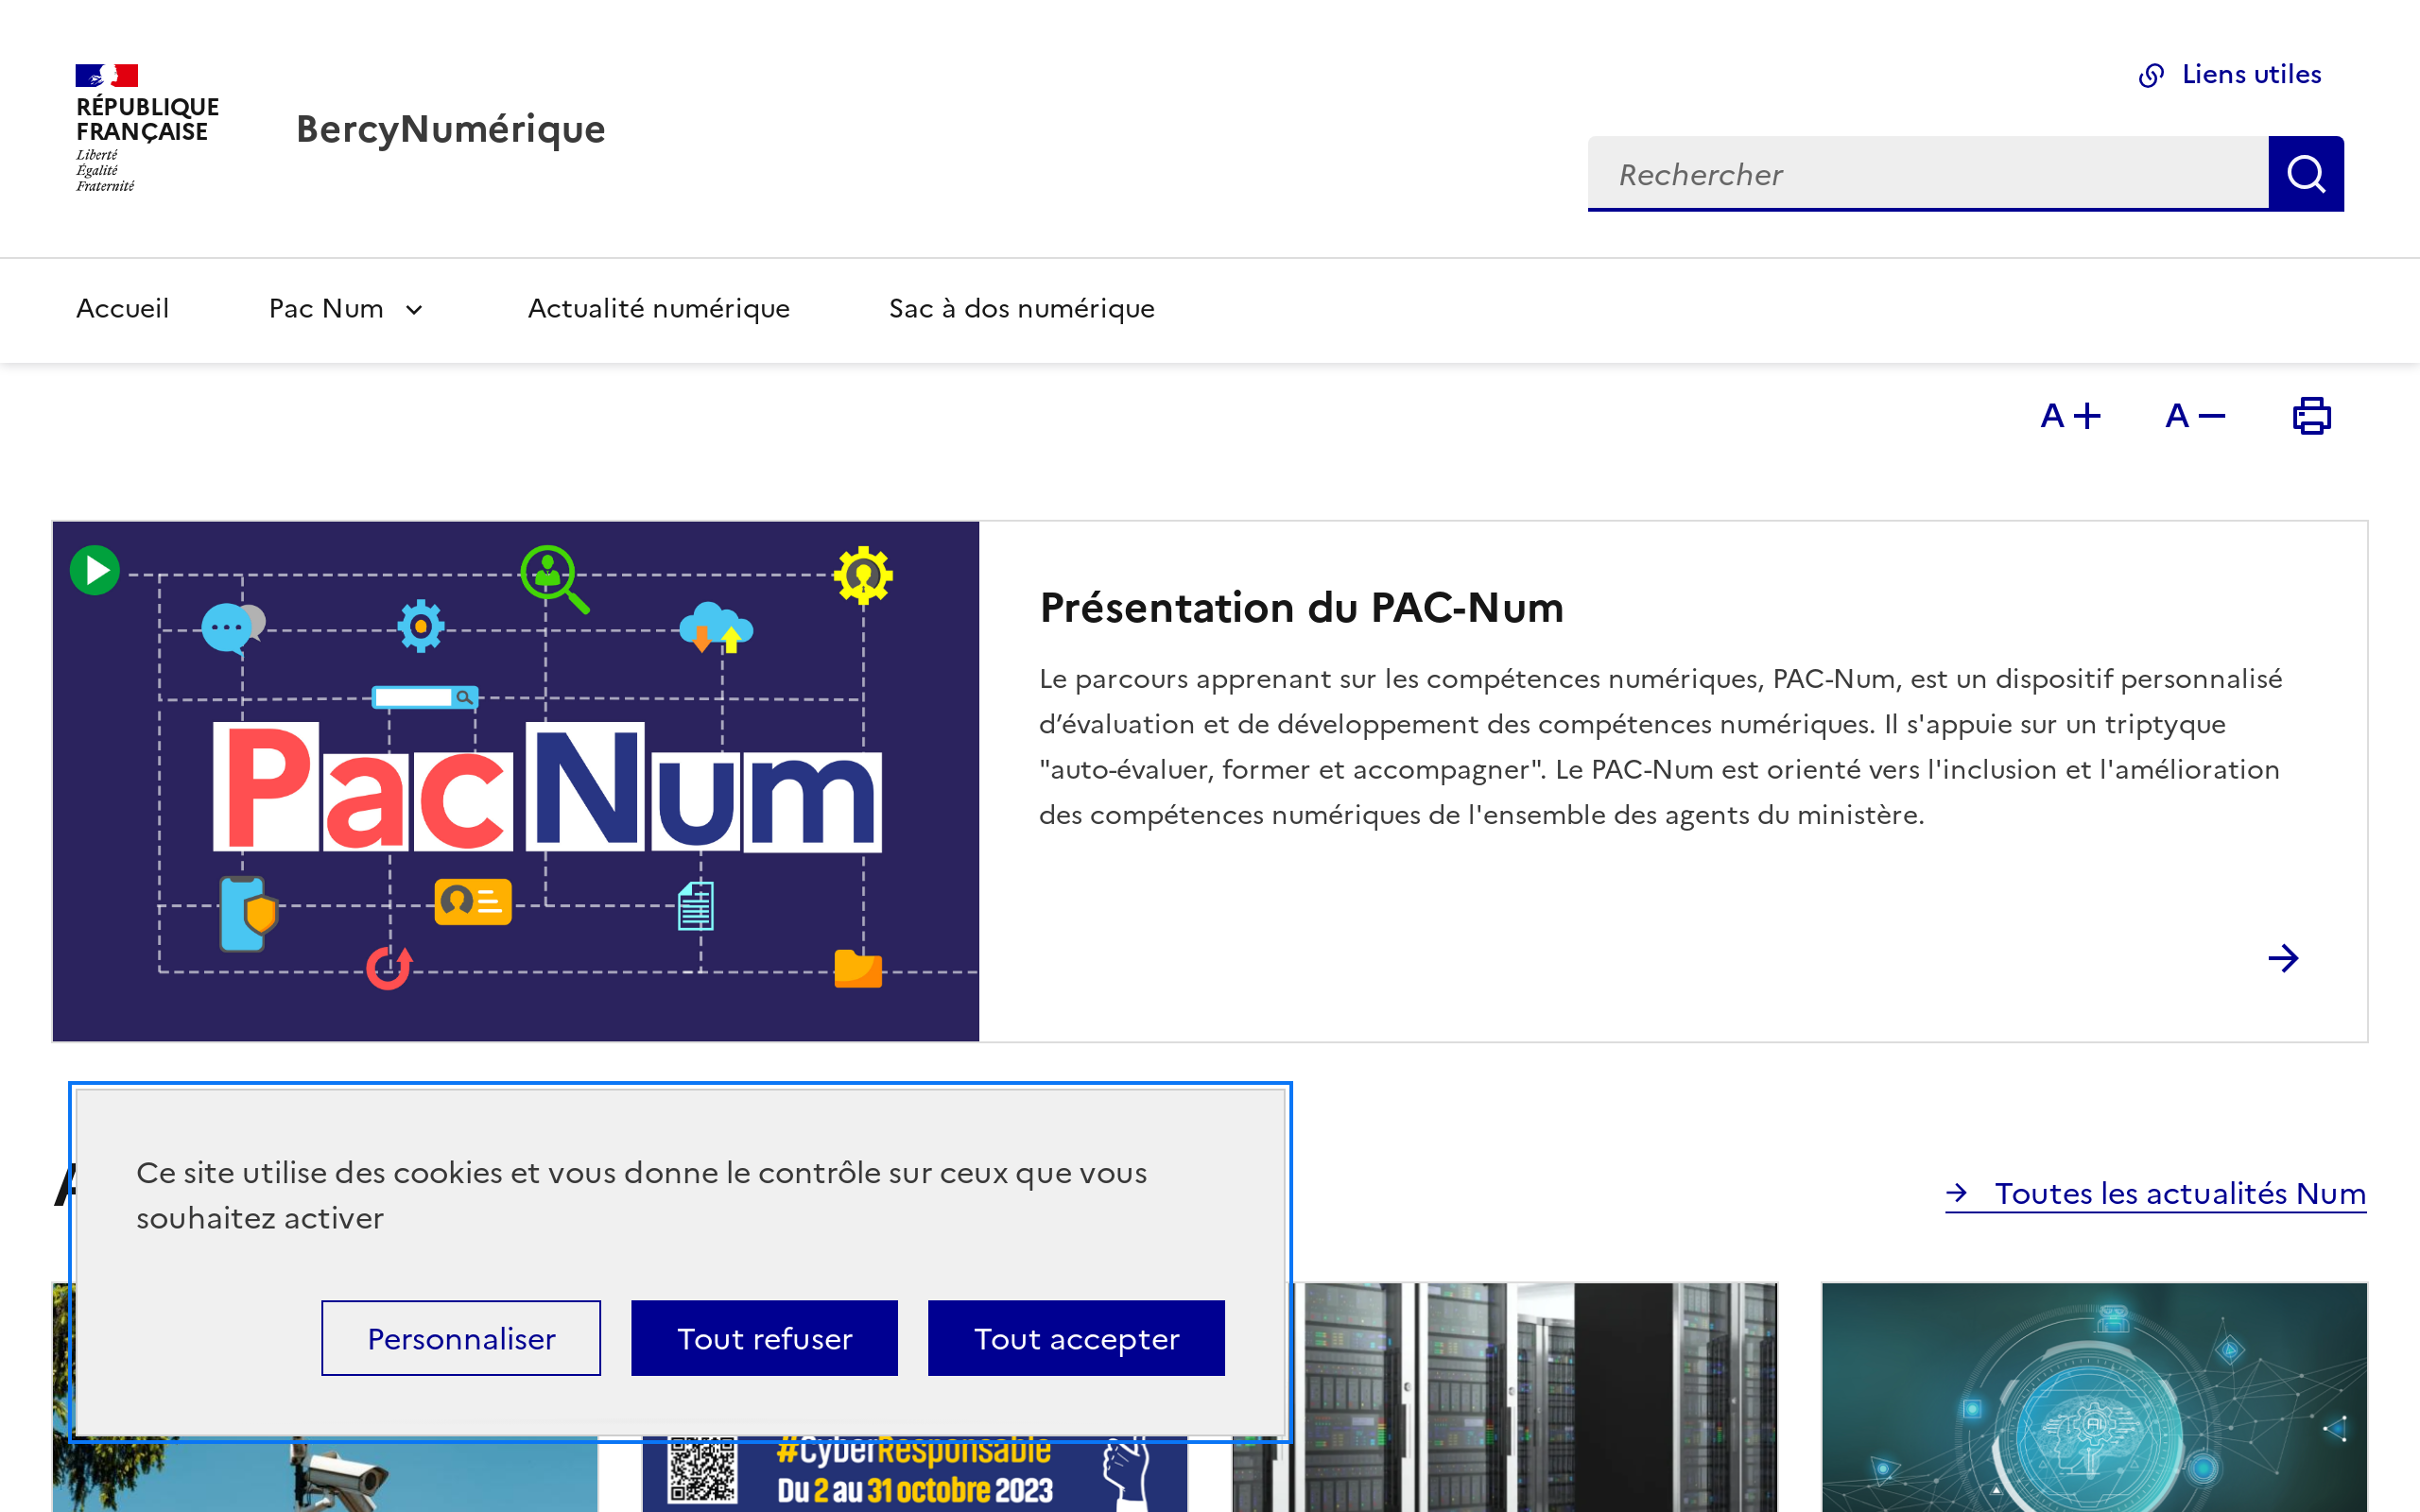 RÉPUBLIQUE
FRANÇAISE
Liberté
Égalité
Fraternité
BercyNumérique
Liens utiles
Rechercher
Accueil
Pac Num
Actualité numérique
Sac à dos numérique
A +
A −
Pac Num
Présentation du PAC-Num
Le parcours apprenant sur les compétences numériques, PAC-Num, est un dispositif personnalisé
d’évaluation et de développement des compétences numériques. Il s'appuie sur un triptyque
"auto-évaluer, former et accompagner". Le PAC-Num est orienté vers l'inclusion et l'amélioration
des compétences numériques de l'ensemble des agents du ministère.
Ce site utilise des cookies et vous donne le contrôle sur ceux que vous
souhaitez activer
Personnaliser
Tout refuser
Tout accepter
Toutes les actualités Num
#CyberResponsable
Du 2 au 31 octobre 2023
AI